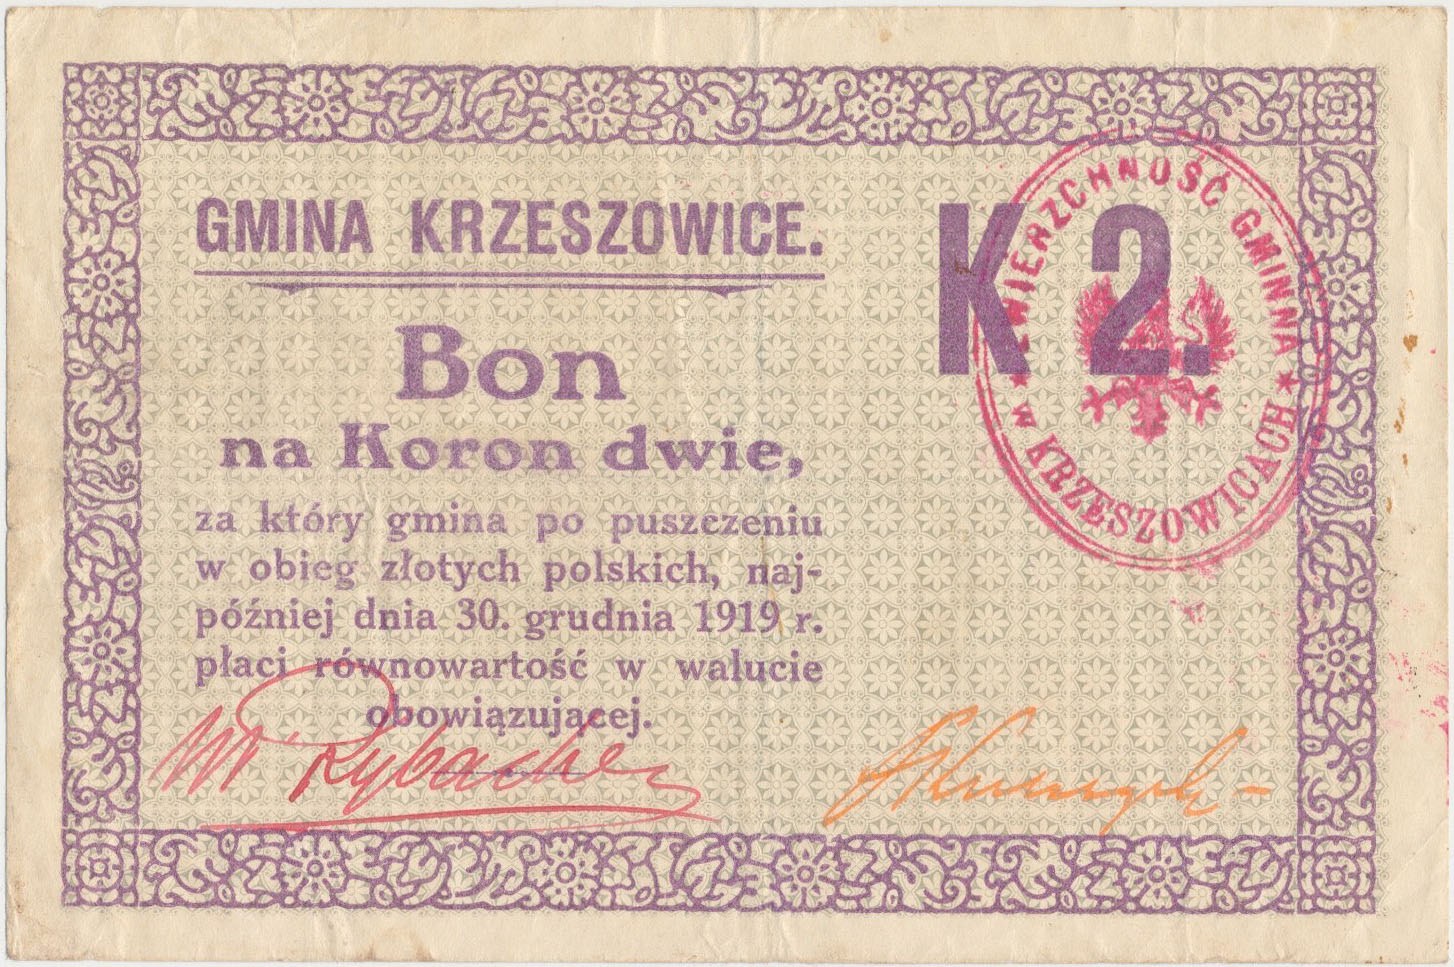 GMINA KRZESZOWICE.
K 2.
Bon
na Koron dwie,
za który gmina po puszczeniu
w obieg złotych polskich, naj-
później dnia 30. grudnia 1919 r.
płaci równowartość w walucie
obowiązującej.
ZWIERZCHNOŚĆ GMINNA
* w KRZESZOWICACH *